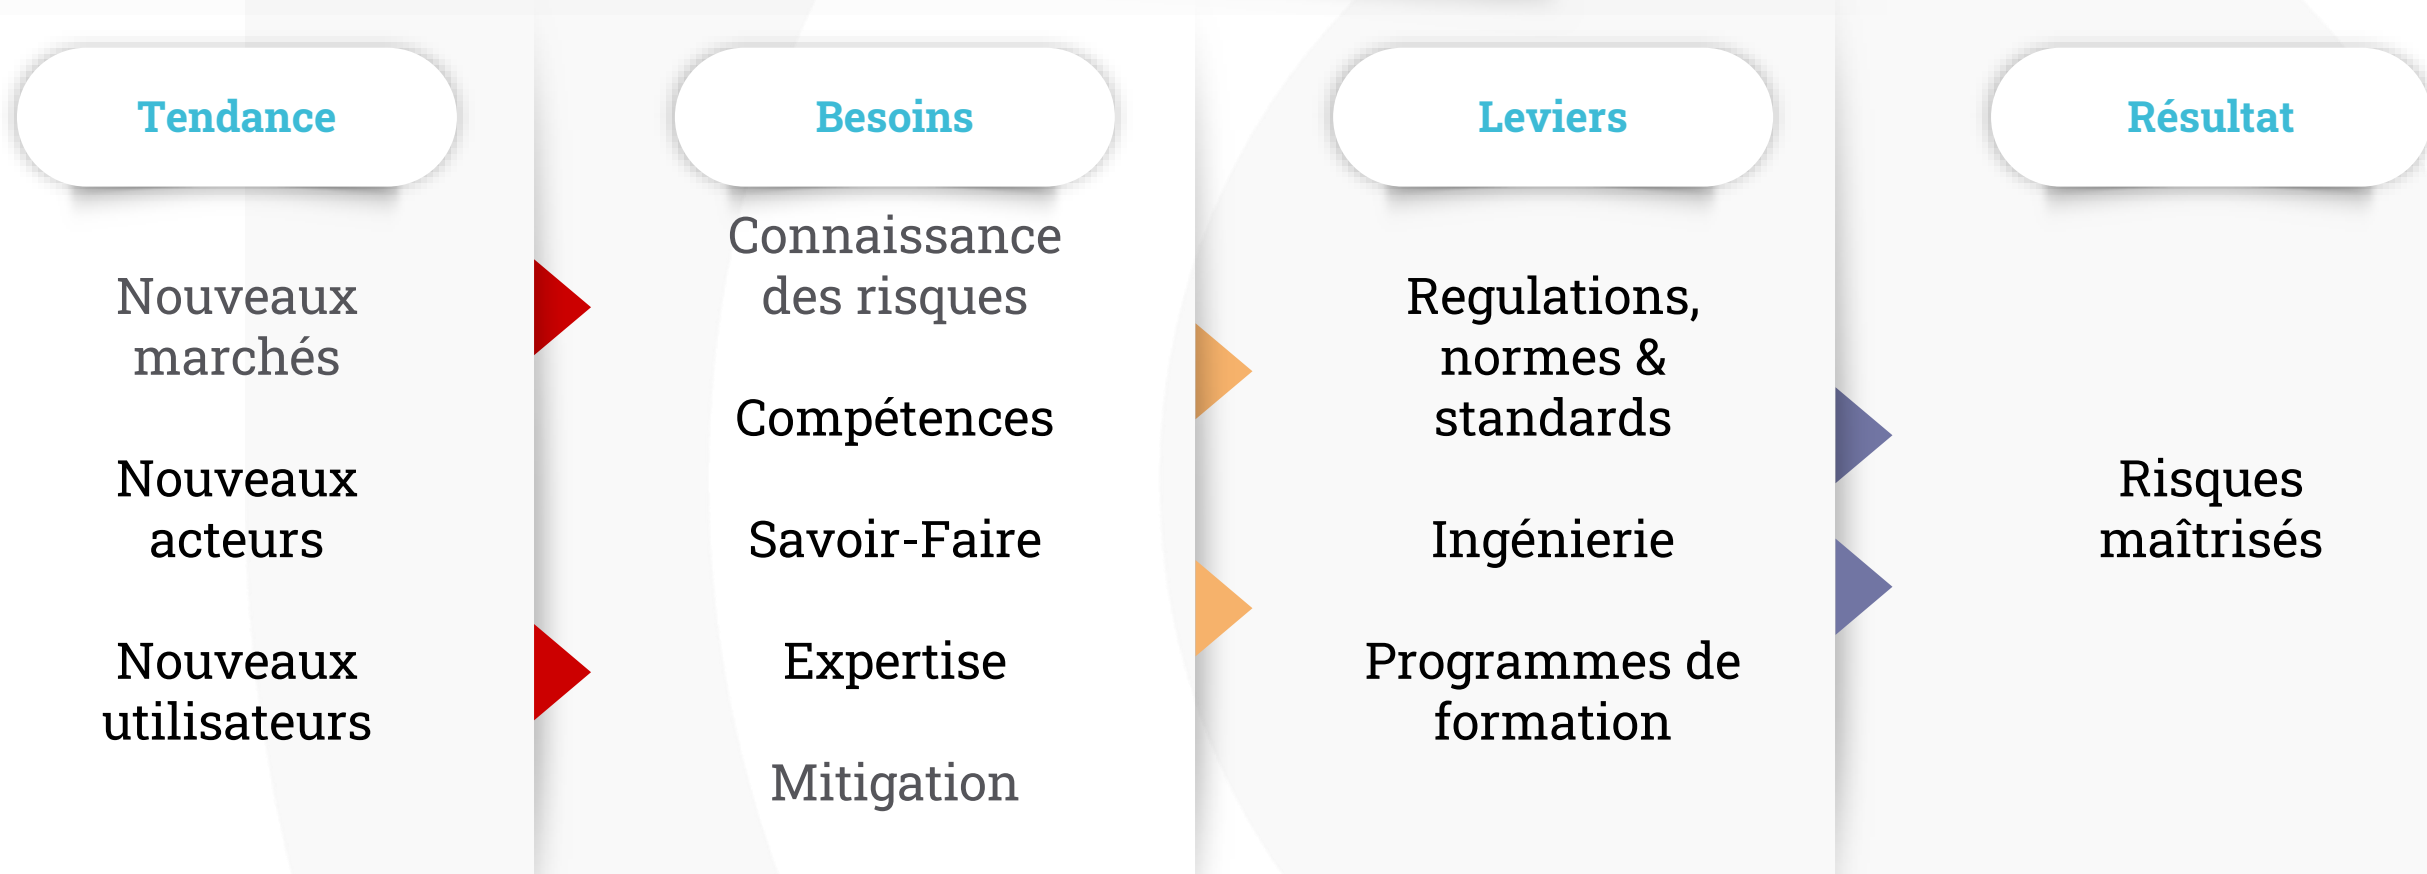 Tendance
Nouveaux
marchés
Nouveaux
acteurs
Nouveaux
utilisateurs
Besoins
Connaissance
des risques
Compétences
Savoir-Faire
Expertise
Mitigation
Leviers
Regulations,
normes &
standards
Ingénierie
Programmes de
formation
Résultat
Risques
maîtrisés